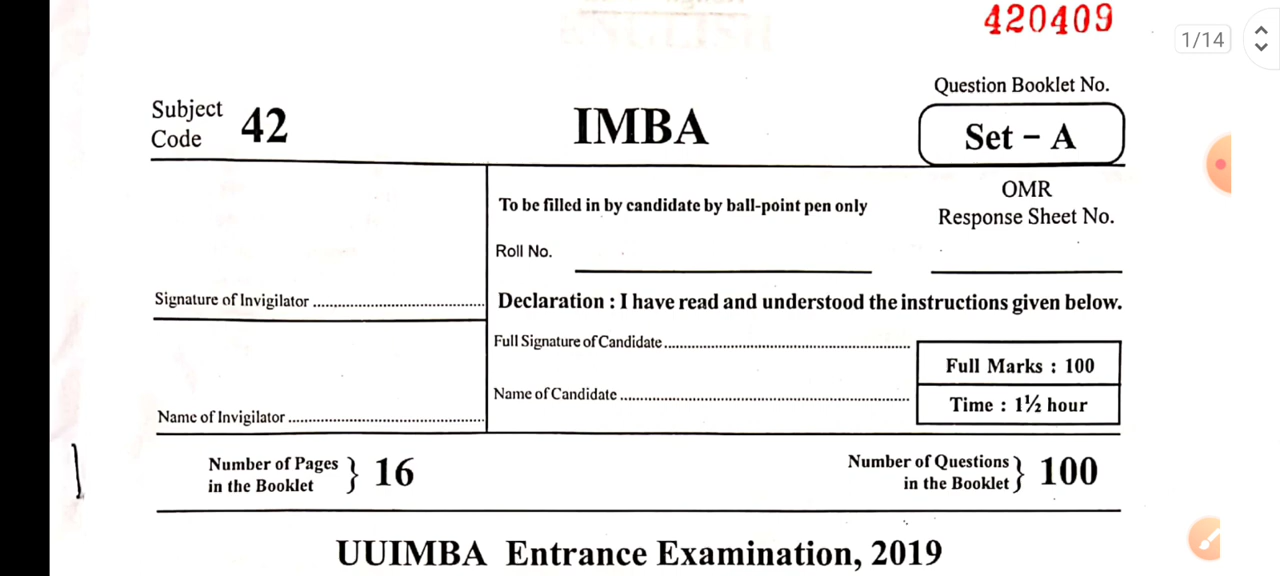 420409
1/14
Question Booklet No.
Subject Code 42
IMBA
Set – A
OMR
Response Sheet No.
To be filled in by candidate by ball-point pen only
Roll No.
Signature of Invigilator
Declaration : I have read and understood the instructions given below.
Full Signature of Candidate
Full Marks : 100
Name of Candidate
Time : 1½ hour
Name of Invigilator
Number of Pages in the Booklet } 16
Number of Questions in the Booklet } 100
UUIMBA Entrance Examination, 2019